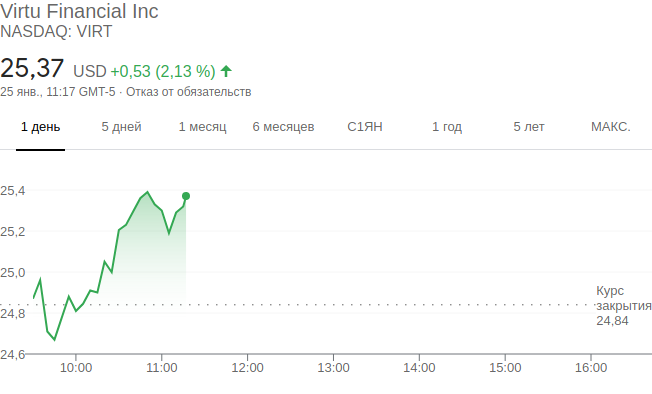 Virtu Financial Inc
NASDAQ: VIRT
25,37 USD +0,53 (2,13 %)
25 янв., 11:17 GMT-5 · Отказ от обязательств
1 день 5 дней 1 месяц 6 месяцев С1ЯН 1 год 5 лет МАКС.
25,4
25,2
25,0
24,8
24,6
Курс
закрытия
24,84
10:00 11:00 12:00 13:00 14:00 15:00 16:00